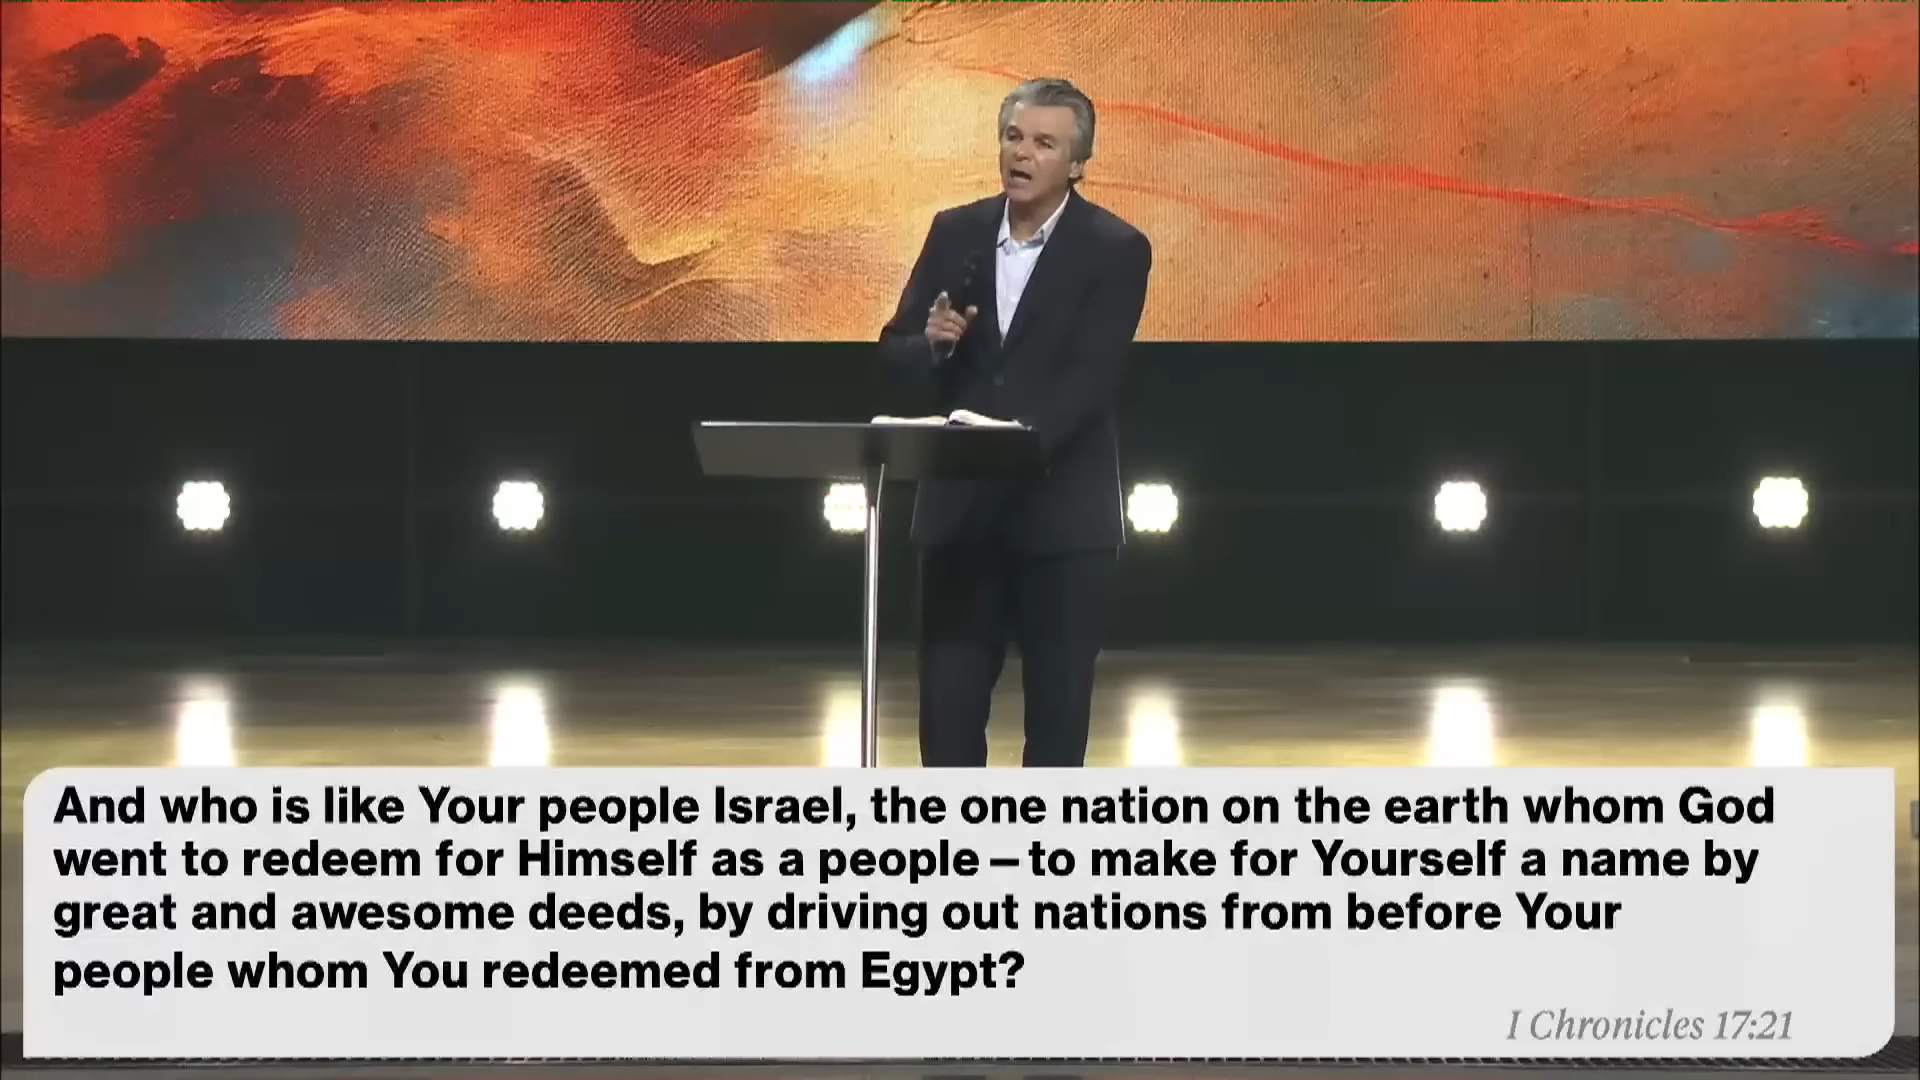 And who is like Your people Israel, the one nation on the earth whom God
went to redeem for Himself as a people – to make for Yourself a name by
great and awesome deeds, by driving out nations from before Your
people whom You redeemed from Egypt?
I Chronicles 17:21